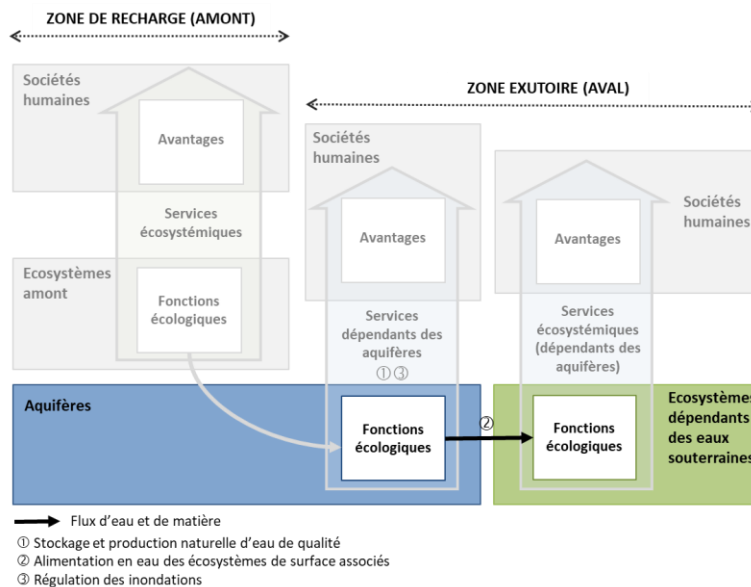 ZONE DE RECHARGE (AMONT)
ZONE EXUTOIRE (AVAL)
Sociétés
humaines
Avantages
Services
écosystémiques
Ecosystèmes
amont
Fonctions
écologiques
Sociétés
humaines
Avantages
Services
dépendants des
aquifères
① ③
Sociétés
humaines
Avantages
Services
écosystémiques
(dépendants des
aquifères)
Aquifères
Fonctions
écologiques
②
Fonctions
écologiques
Ecosystèmes
dépendants
des eaux
souterraines
Flux d'eau et de matière
① Stockage et production naturelle d'eau de qualité
② Alimentation en eau des écosystèmes de surface associés
③ Régulation des inondations